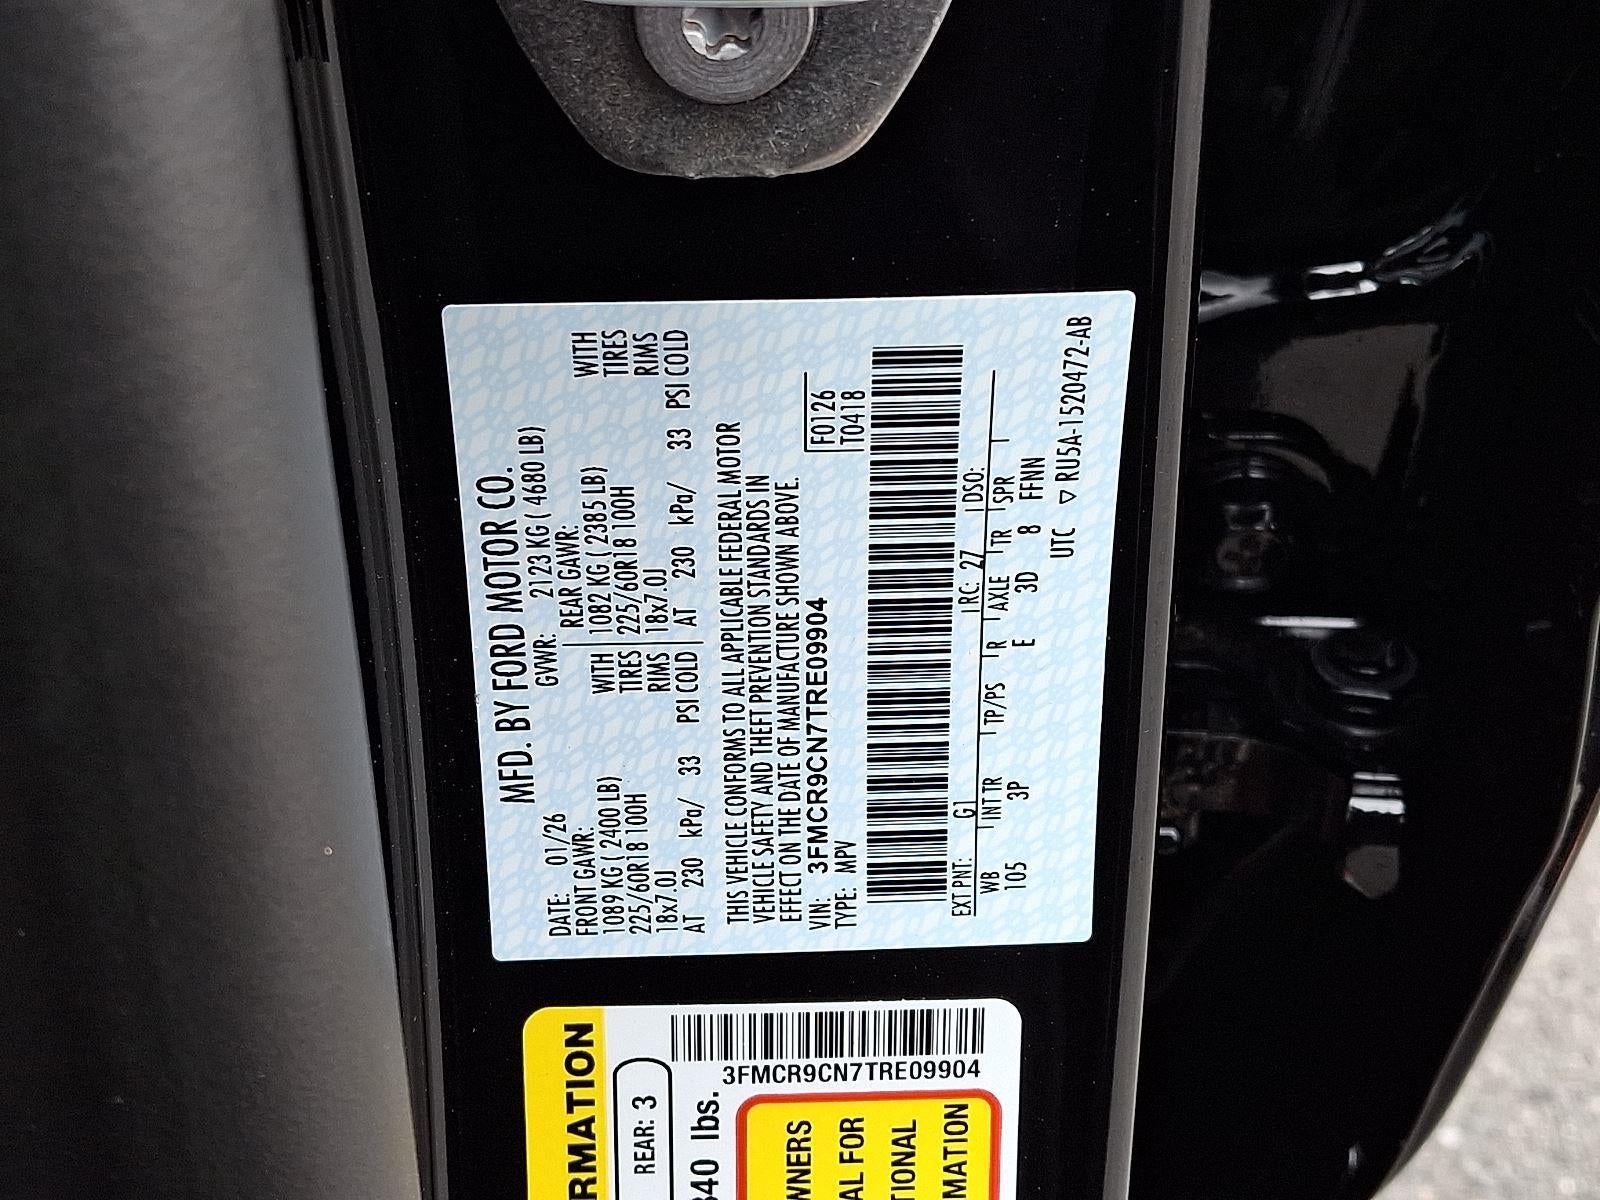 MFD. BY FORD MOTOR CO.
DATE: 01/26 GVWR: 2123 KG ( 4680 LB)
FRONT GAWR: REAR GAWR:
1089 KG ( 2400 LB) WITH 1082 KG ( 2385 LB) WITH
225/60R18 100H TIRES 225/60R18 100H TIRES
18x7.0J RIMS 18x7.0J RIMS
AT 230 kPa/ 33 PSI COLD AT 230 kPa/ 33 PSI COLD
THIS VEHICLE CONFORMS TO ALL APPLICABLE FEDERAL MOTOR
VEHICLE SAFETY AND THEFT PREVENTION STANDARDS IN
EFFECT ON THE DATE OF MANUFACTURE SHOWN ABOVE.
VIN: 3FMCR9CN7TRE09904 F0126
TYPE: MPV T0418
EXT PNT: G1 RC: 27 DSO:
WB INT TR TP/PS R AXLE TR SPR
105 3P E 3D 8 FFNN
UTC ▽ RU5A-1520472-AB
RMATION
REAR: 3
840 lbs.
3FMCR9CN7TRE09904
WNERS
AL FOR
TIONAL
MATION